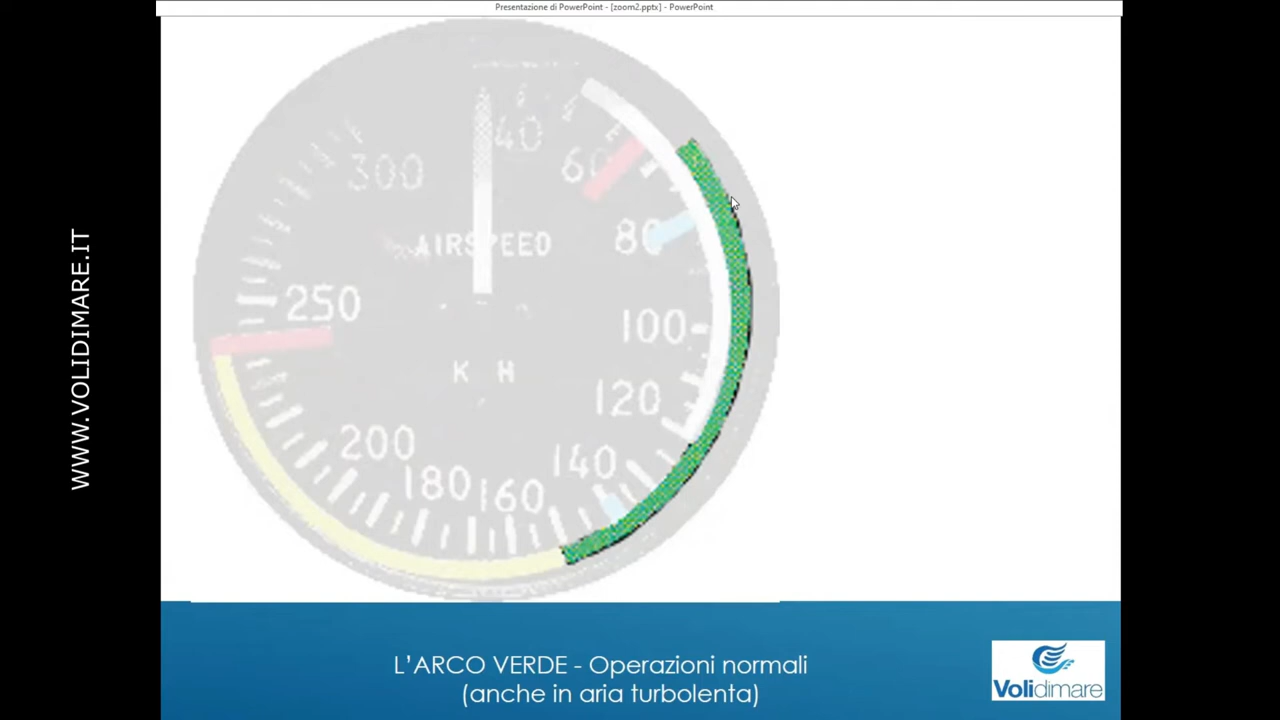 Presentazione di PowerPoint - [zoom2.pptx] - PowerPoint
WWW.VOLIDIMARE.IT
40
300
60
AIRSPEED
80
250
100
K H
120
200
140
180
160
L’ARCO VERDE - Operazioni normali
(anche in aria turbolenta)
Volidimare